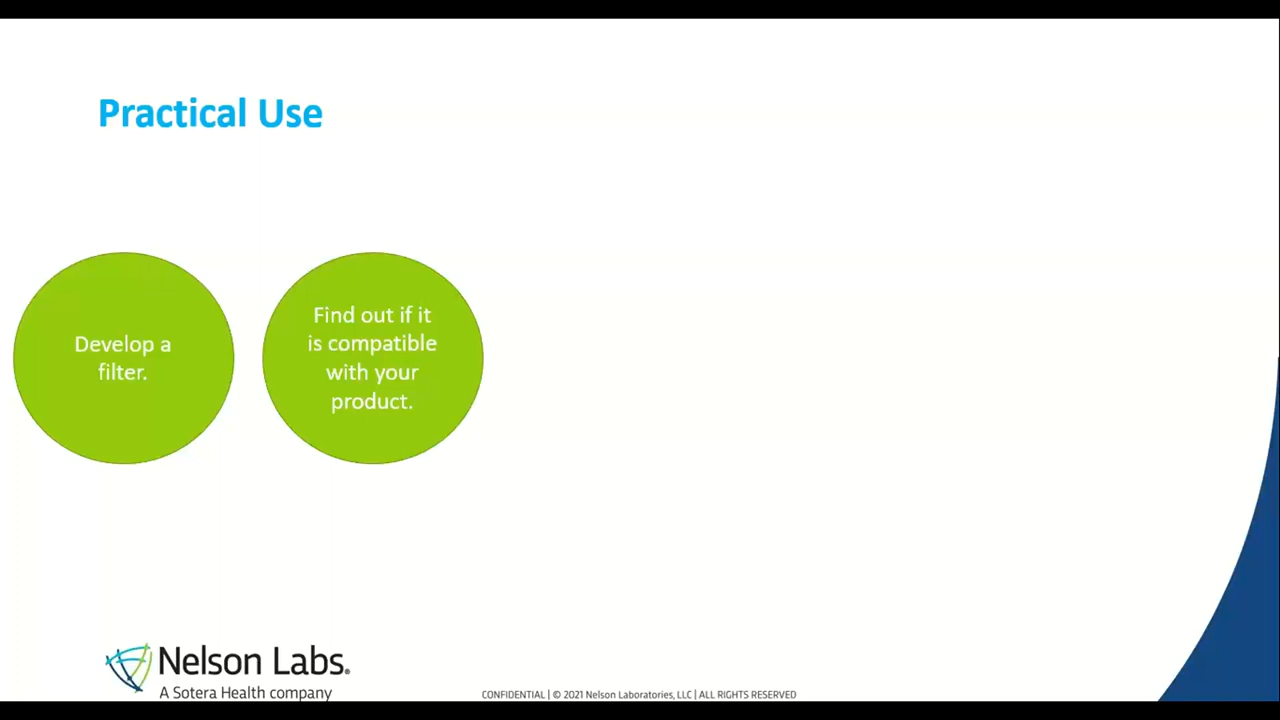 Practical Use
Develop a
filter.
Find out if it
is compatible
with your
product.
Nelson Labs®
A Sotera Health company
CONFIDENTIAL | © 2021 Nelson Laboratories, LLC | ALL RIGHTS RESERVED